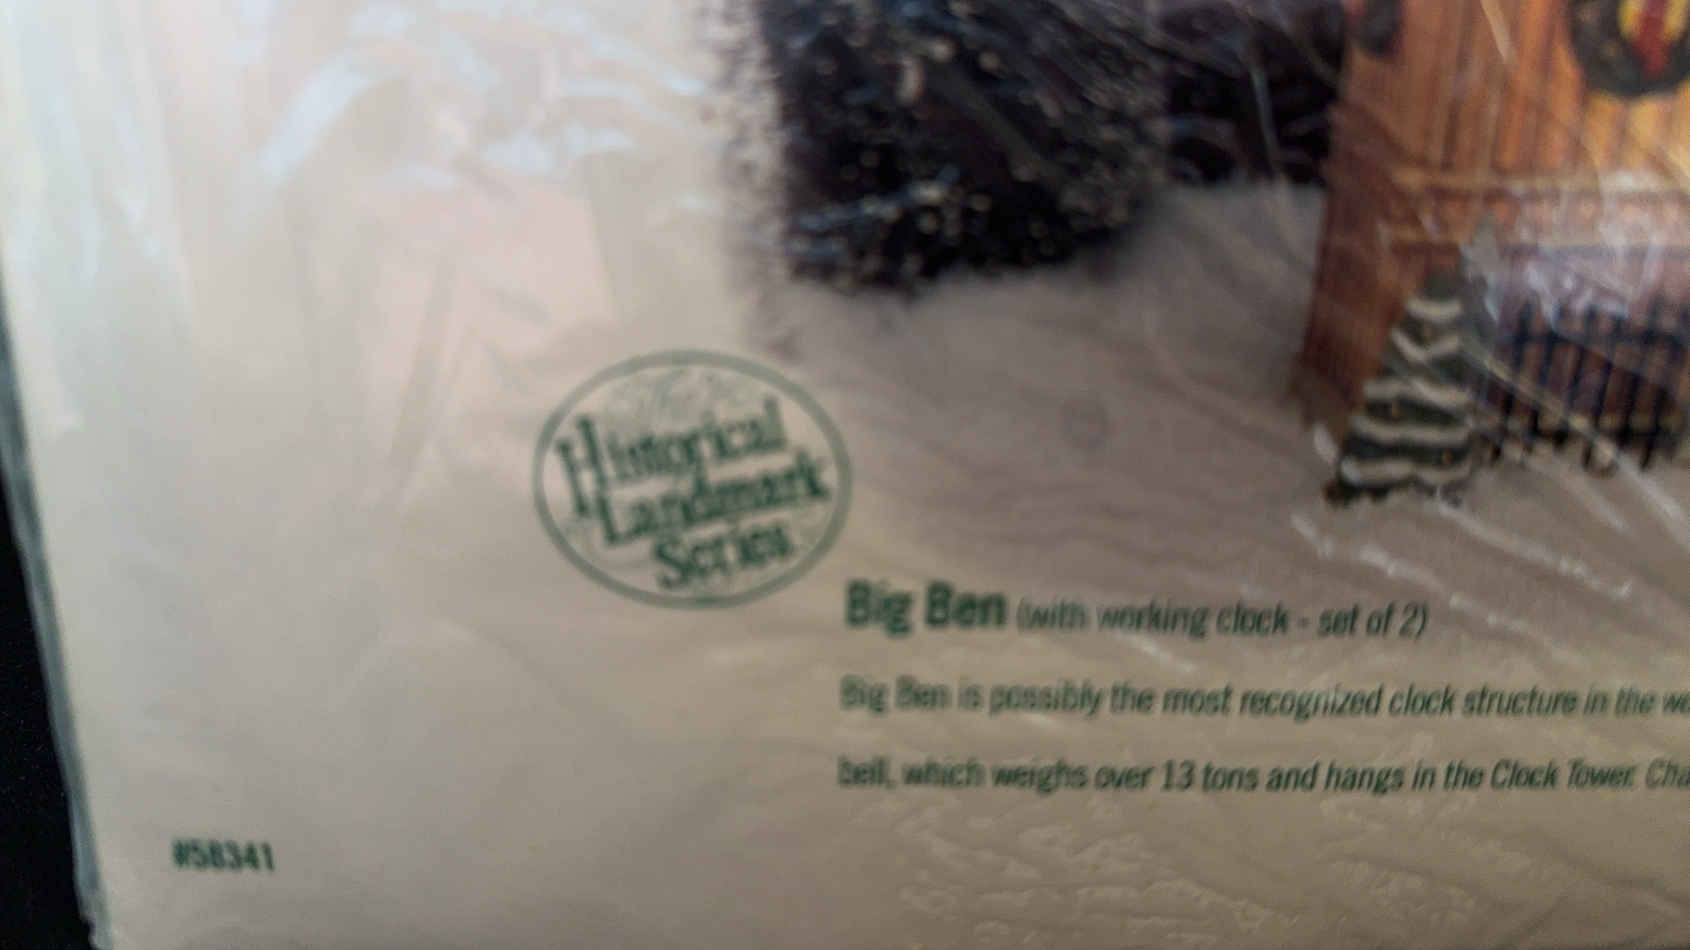 Historical
Landmark
Series
Big Ben (with working clock - set of 2)
Big Ben is possibly the most recognized clock structure in the
bell, which weighs over 13 tons and hangs in the Clock Tower.
#58341